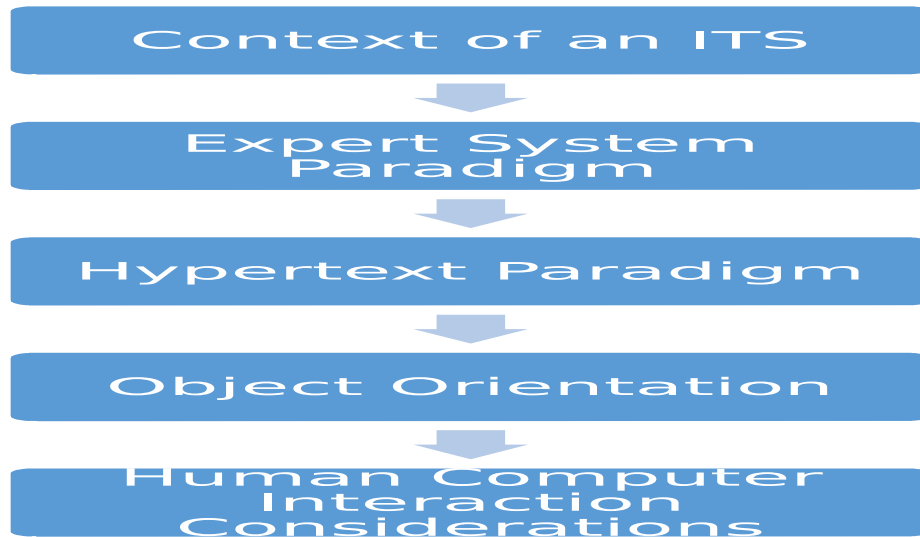 Context of an ITS
Expert System
Paradigm
Hypertext Paradigm
Object Orientation
Human Computer
Interaction
Considerations